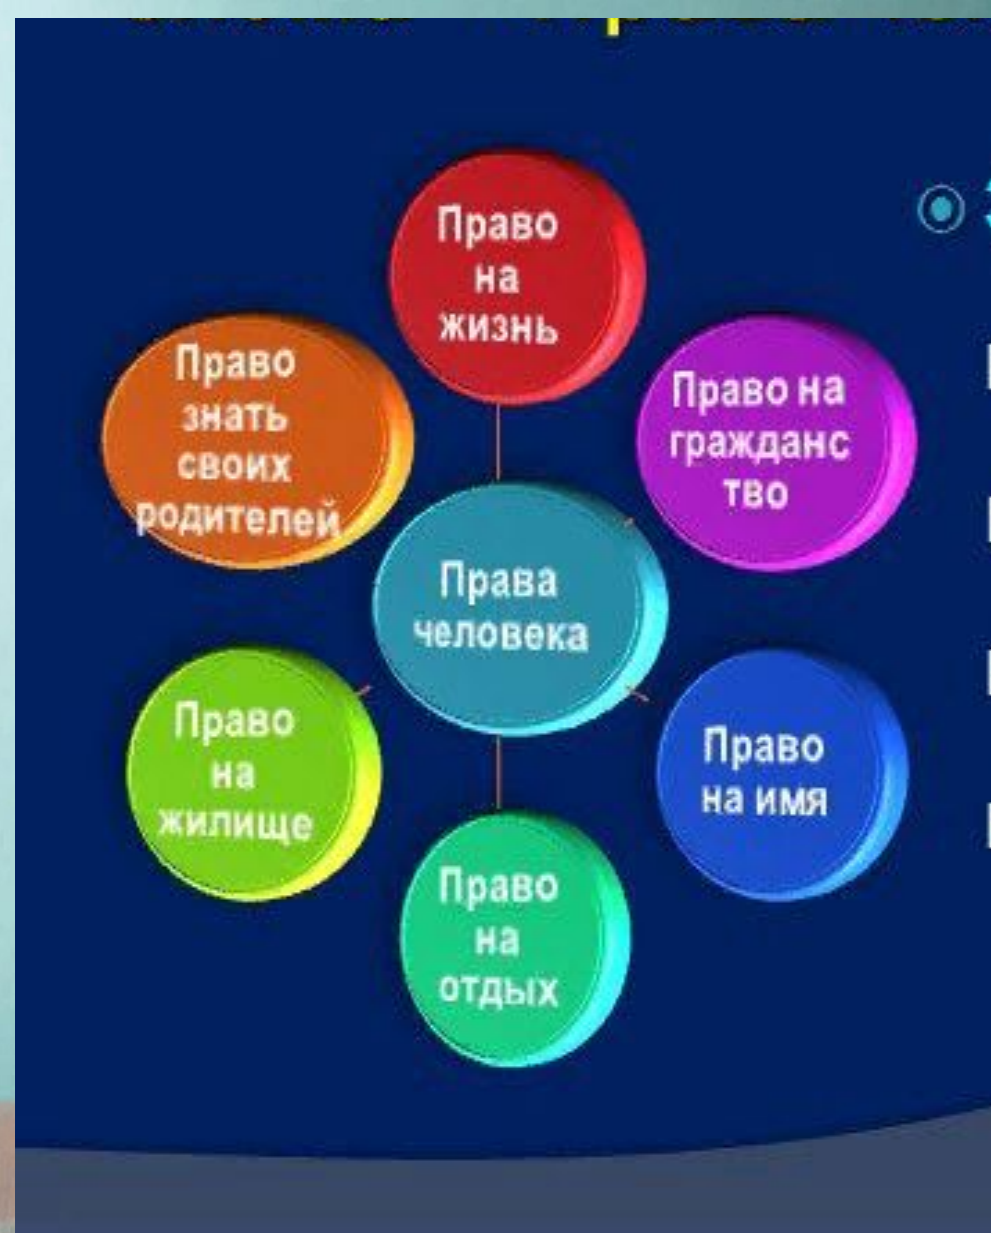 Право
на
жизнь
Право на
гражданс
тво
Право
на имя
Право
на
отдых
Право
на
жилище
Право
знать
своих
родителей
Права
человека